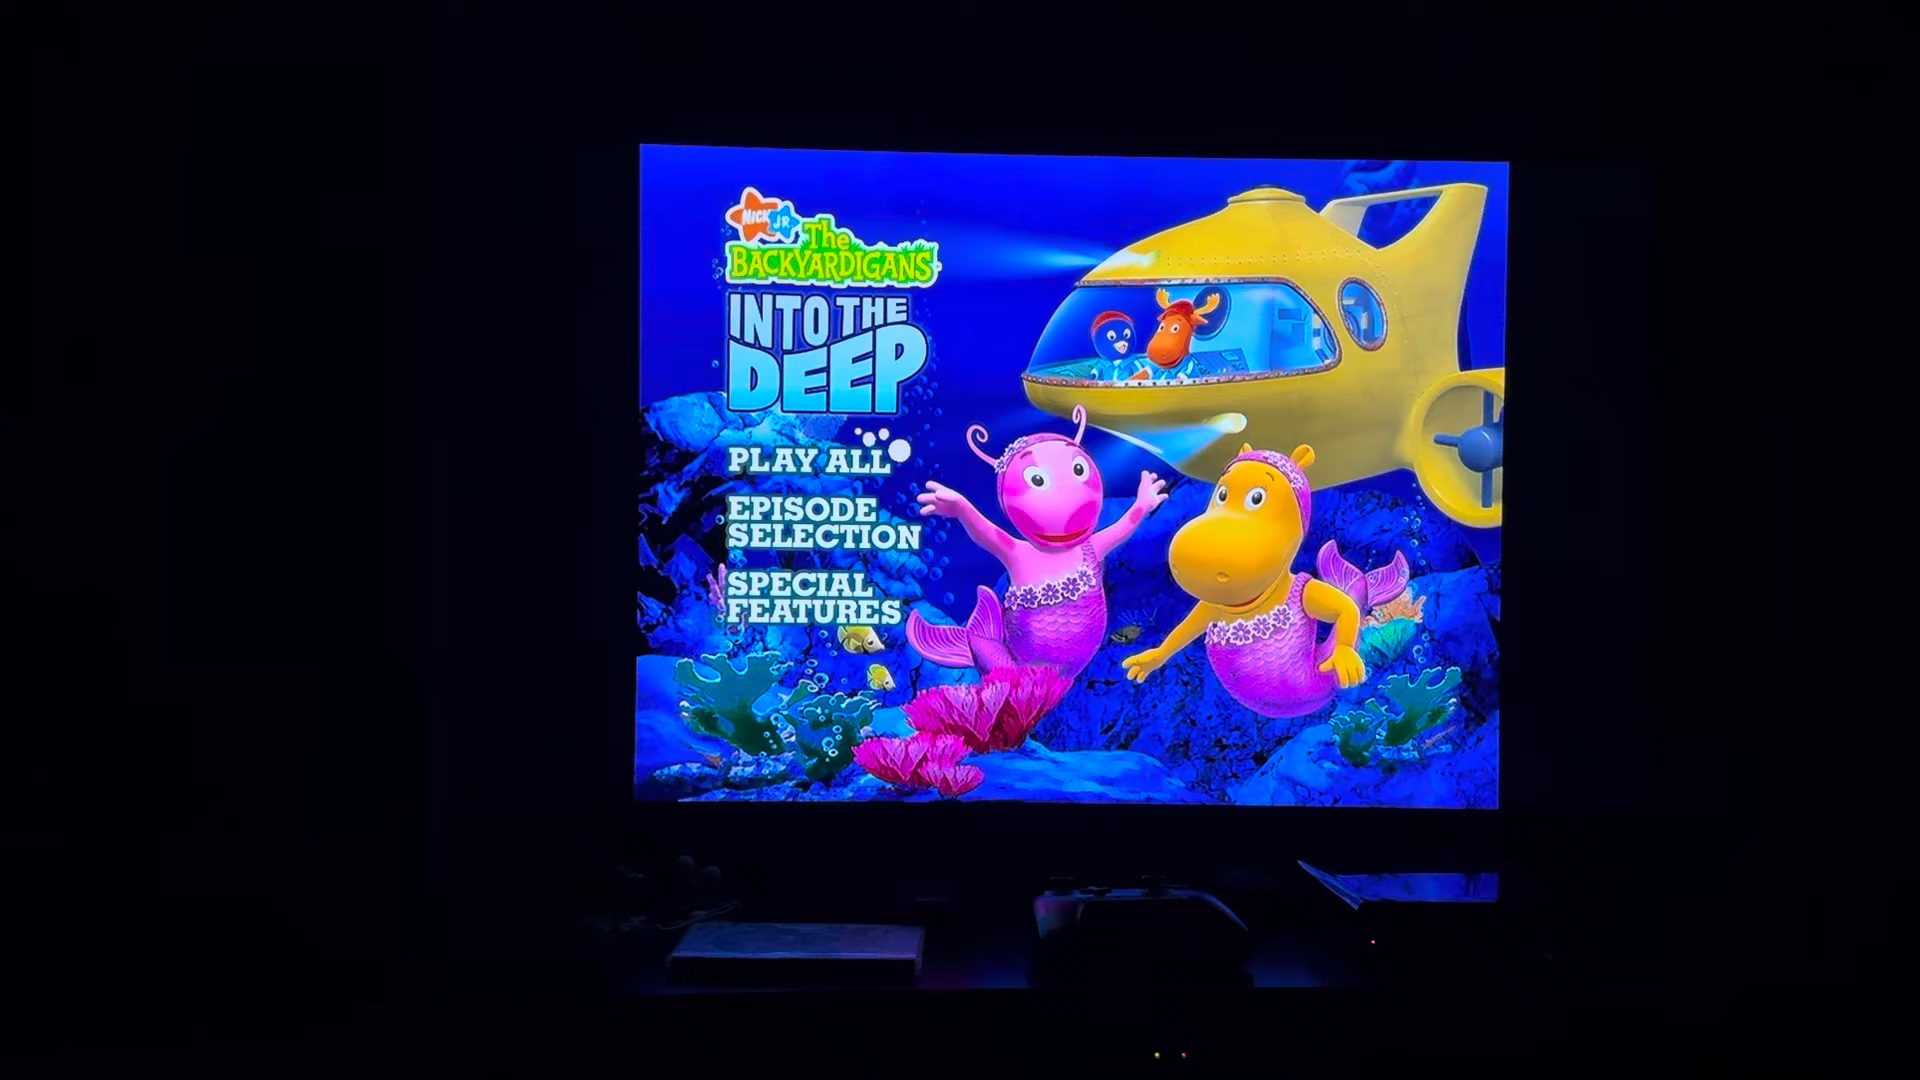 NICK JR
The
BACKYARDIGANS
INTO THE
DEEP
PLAY ALL
EPISODE
SELECTION
SPECIAL
FEATURES